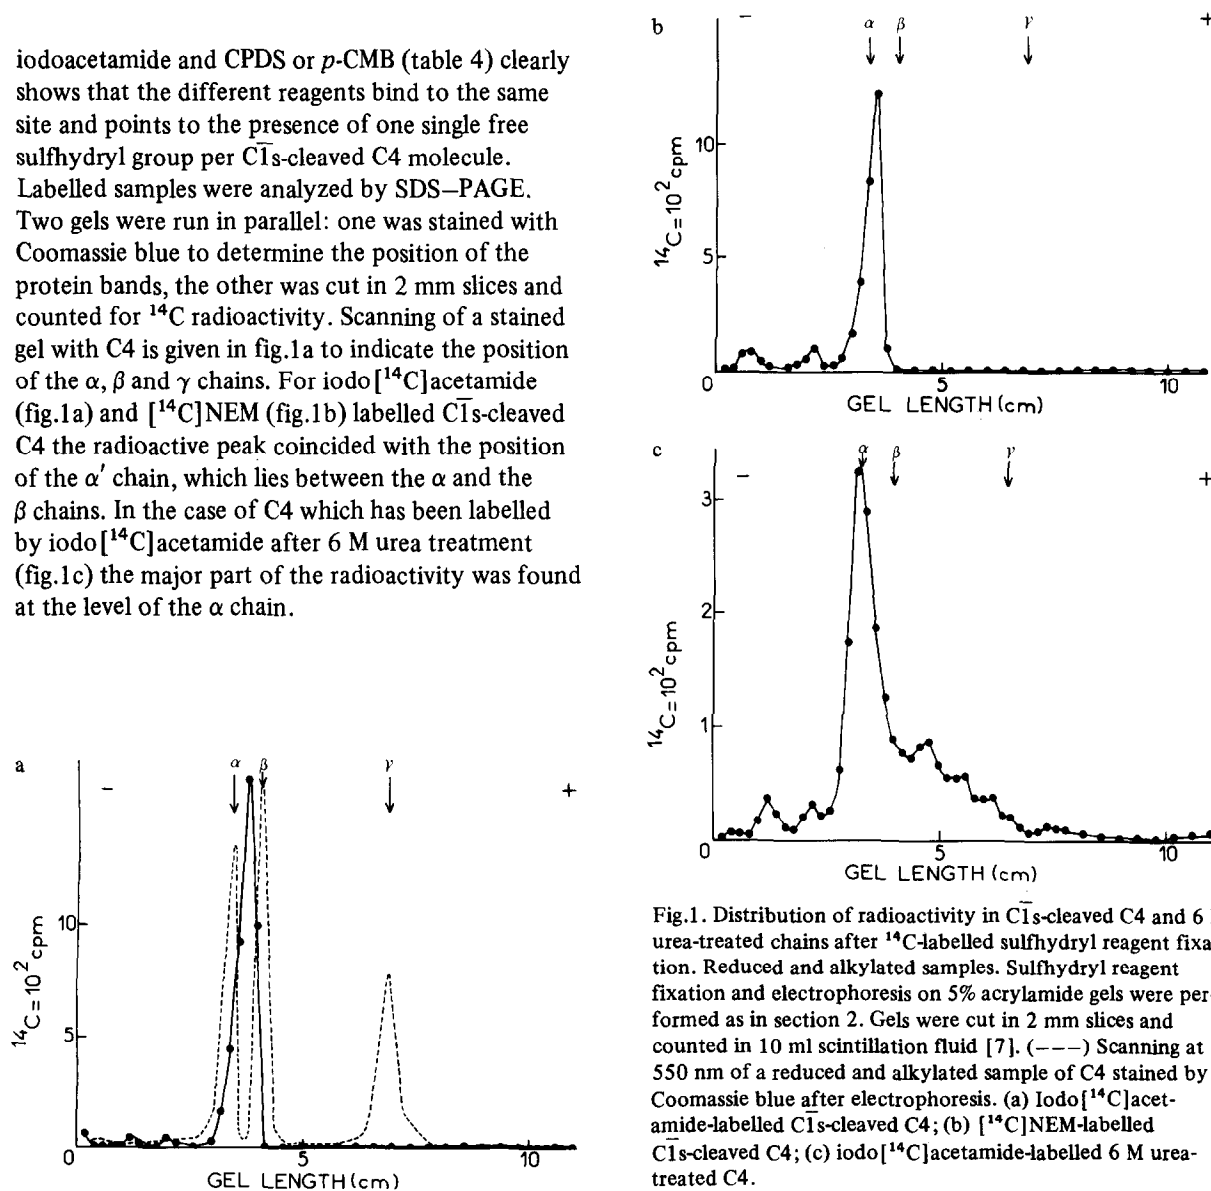 iodoacetamide and CPDS or p-CMB (table 4) clearly
shows that the different reagents bind to the same
site and points to the presence of one single free
sulfhydryl group per C1̅s-cleaved C4 molecule.
Labelled samples were analyzed by SDS–PAGE.
Two gels were run in parallel: one was stained with
Coomassie blue to determine the position of the
protein bands, the other was cut in 2 mm slices and
counted for ¹⁴C radioactivity. Scanning of a stained
gel with C4 is given in fig.1a to indicate the position
of the α, β and γ chains. For iodo[¹⁴C]acetamide
(fig.1a) and [¹⁴C]NEM (fig.1b) labelled C1̅s-cleaved
C4 the radioactive peak coincided with the position
of the α′ chain, which lies between the α and the
β chains. In the case of C4 which has been labelled
by iodo[¹⁴C]acetamide after 6 M urea treatment
(fig.1c) the major part of the radioactivity was found
at the level of the α chain.
a
α β γ
− +
¹⁴C = 10² cpm
10
5
0 5 10
GEL LENGTH (cm)
b
− +
α β γ
¹⁴C = 10² cpm
10
5
0 5 10
GEL LENGTH (cm)
c
α β γ
− +
¹⁴C = 10² cpm
3
2
1
0 5 10
GEL LENGTH (cm)
Fig.1. Distribution of radioactivity in C1̅s-cleaved C4 and 6
urea-treated chains after ¹⁴C-labelled sulfhydryl reagent fixa-
tion. Reduced and alkylated samples. Sulfhydryl reagent
fixation and electrophoresis on 5% acrylamide gels were per-
formed as in section 2. Gels were cut in 2 mm slices and
counted in 10 ml scintillation fluid [7]. (---) Scanning at
550 nm of a reduced and alkylated sample of C4 stained by
Coomassie blue after electrophoresis. (a) Iodo[¹⁴C]acet-
amide-labelled C1̅s-cleaved C4; (b) [¹⁴C]NEM-labelled
C1̅s-cleaved C4; (c) iodo[¹⁴C]acetamide-labelled 6 M urea-
treated C4.